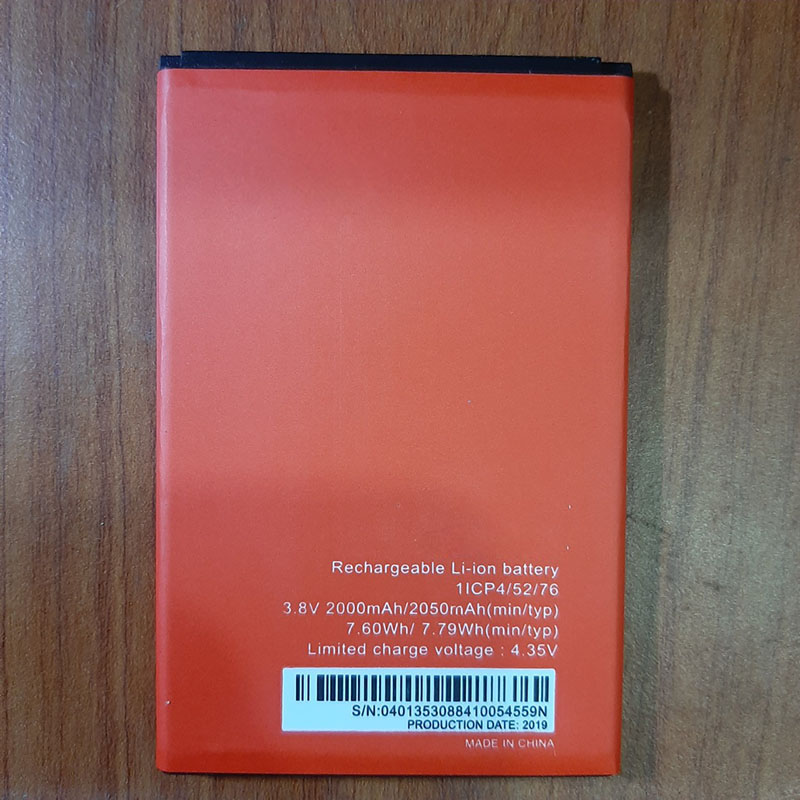 Rechargeable Li-ion battery
1ICP4/52/76
3.8V 2000mAh/2050mAh(min/typ)
7.60Wh/ 7.79Wh(min/typ)
Limited charge voltage : 4.35V
S/N:0401353088410054559N
PRODUCTION DATE: 2019
MADE IN CHINA